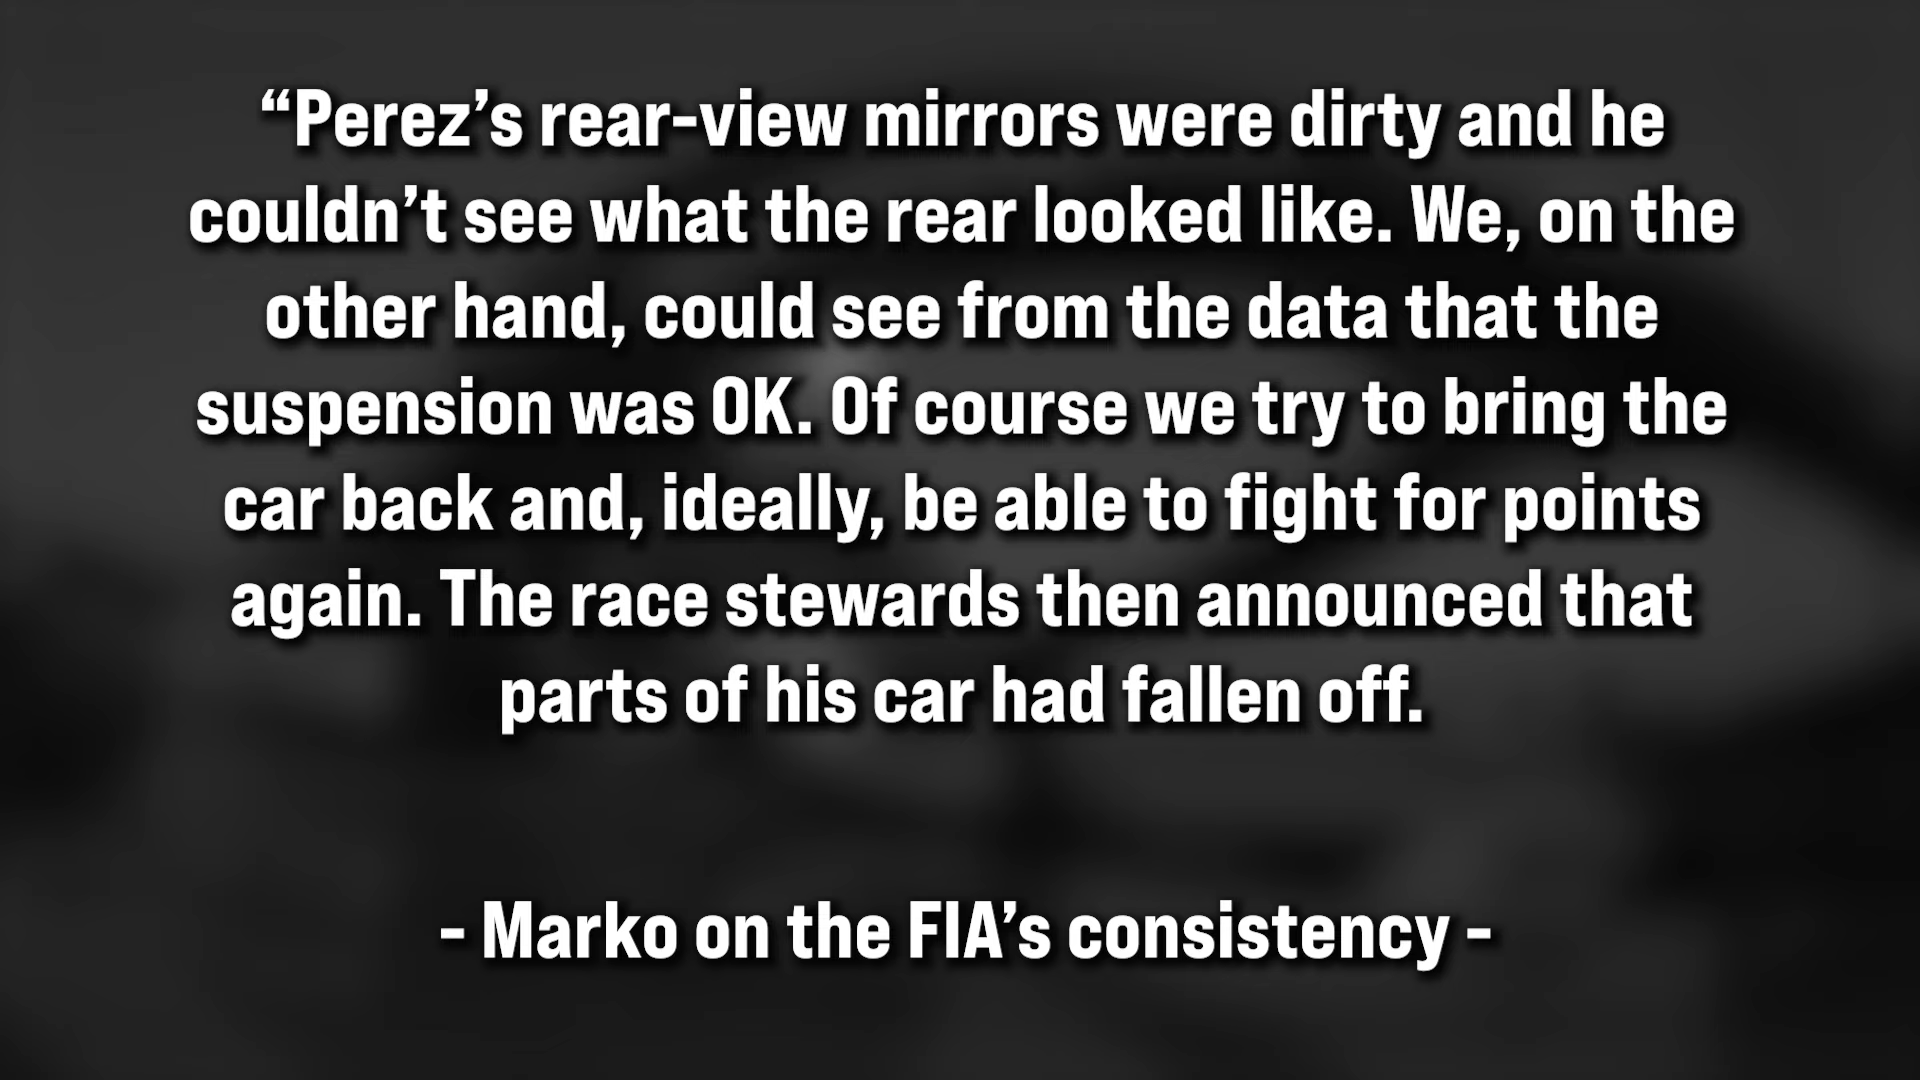 “Perez’s rear-view mirrors were dirty and he
couldn’t see what the rear looked like. We, on the
other hand, could see from the data that the
suspension was OK. Of course we try to bring the
car back and, ideally, be able to fight for points
again. The race stewards then announced that
parts of his car had fallen off.
- Marko on the FIA’s consistency -